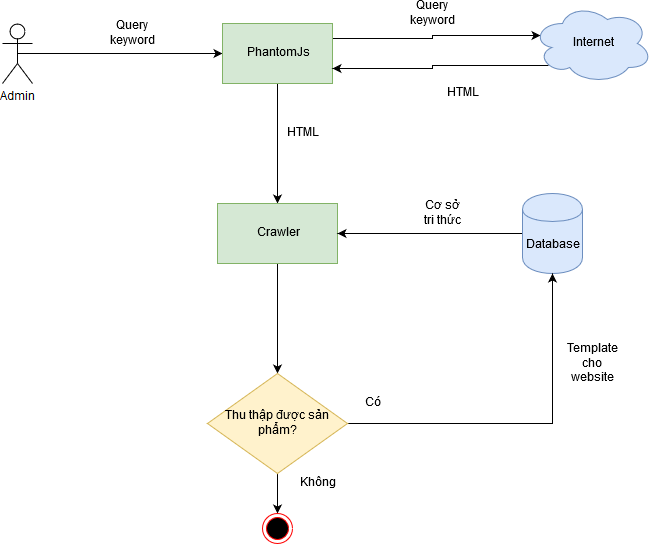 Query
keyword
Query
keyword
PhantomJs
Internet
Admin
HTML
HTML
Cơ sở
tri thức
Crawler
Database
Template
cho
website
Thu thập được sản
phẩm?
Có
Không